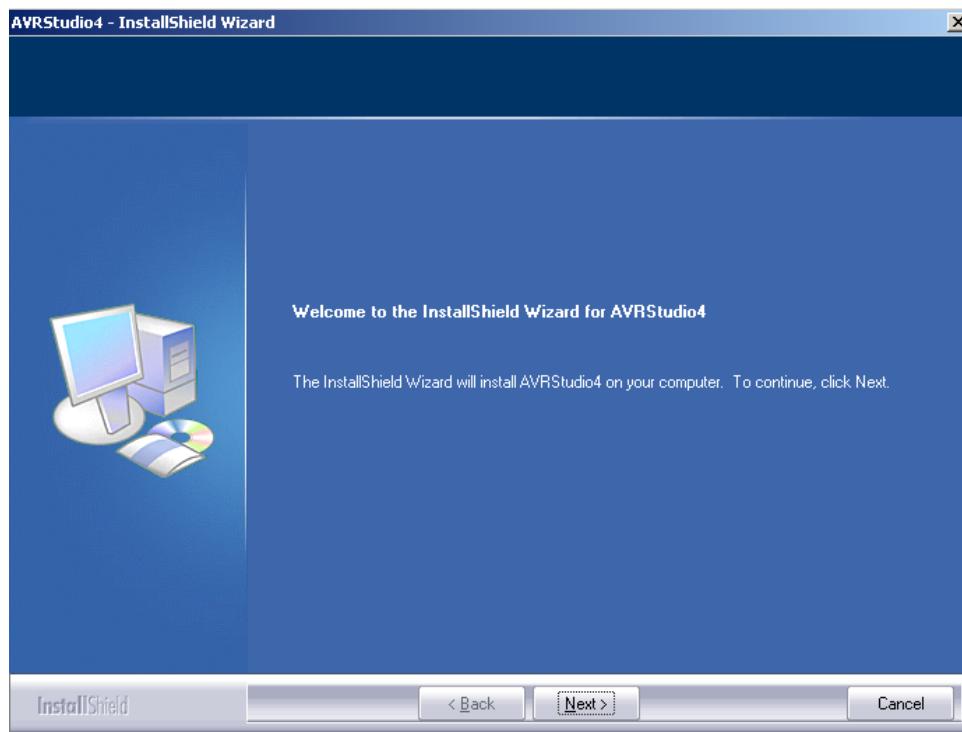 AVRStudio4 - InstallShield Wizard
Welcome to the InstallShield Wizard for AVRStudio4
The InstallShield Wizard will install AVRStudio4 on your computer.  To continue, click Next.
InstallShield
< Back
Next >
Cancel